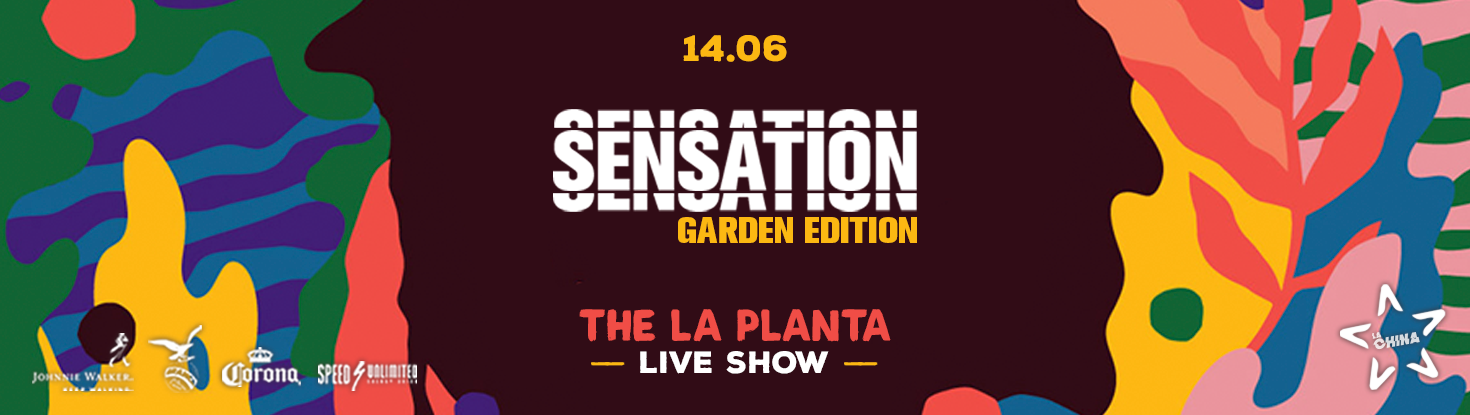 14.06
SENSATION
GARDEN EDITION
THE LA PLANTA
LIVE SHOW
JOHNNIE WALKER.
Corona
SPEED UNLIMITED
LA
CHINA